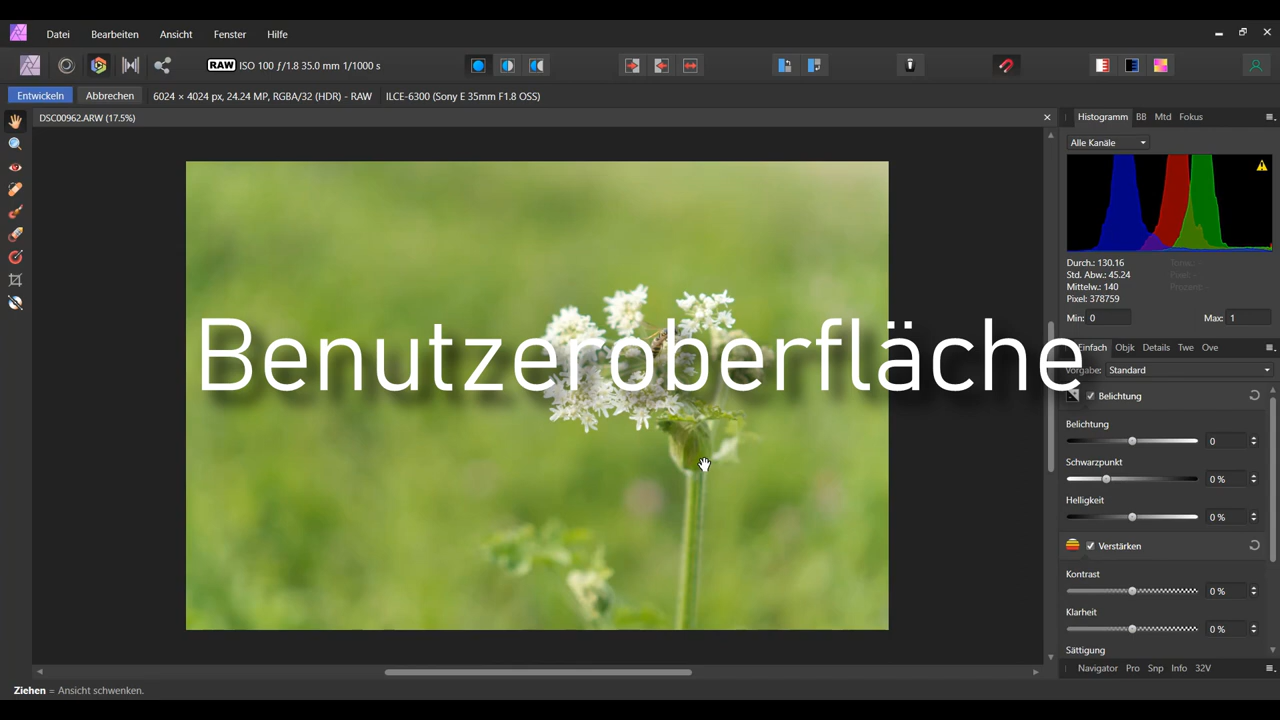 Datei Bearbeiten Ansicht Fenster Hilfe
RAW ISO 100 ƒ/1.8 35.0 mm 1/1000 s
Entwickeln Abbrechen 6024 × 4024 px, 24.24 MP, RGBA/32 (HDR) - RAW ILCE-6300 (Sony E 35mm F1.8 OSS)
DSC00962.ARW (17.5%)
Histogramm BB Mtd Fokus
Alle Kanäle
Durch.: 130.16 Tonw.: -
Std. Abw.: 45.24 Pixel: -
Mittelw.: 140 Prozent: -
Pixel: 378759
Min: 0 Max: 1
Benutzeroberfläche
Einfach Objk Details Twe Ove
Vorgabe: Standard
Belichtung
Belichtung
0
Schwarzpunkt
0 %
Helligkeit
0 %
Verstärken
Kontrast
0 %
Klarheit
0 %
Sättigung
Navigator Pro Snp Info 32V
Ziehen = Ansicht schwenken.